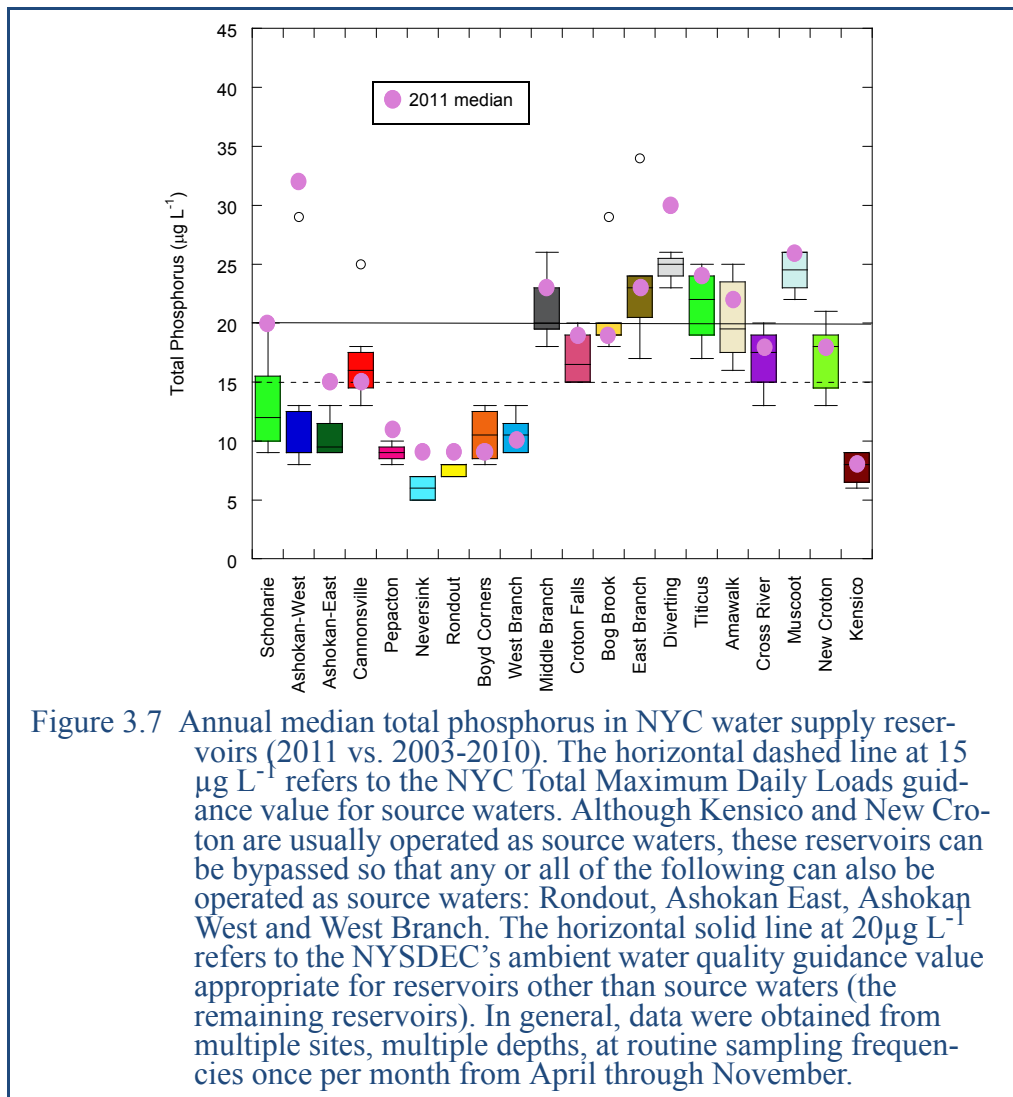 45
40
35
30
25
20
15
10
5
0
Total Phosphorus (µg L-1)
2011 median
Schoharie
Ashokan-West
Ashokan-East
Cannonsville
Pepacton
Neversink
Rondout
Boyd Corners
West Branch
Middle Branch
Croton Falls
Bog Brook
East Branch
Diverting
Titicus
Amawalk
Cross River
Muscoot
New Croton
Kensico
Figure 3.7 Annual median total phosphorus in NYC water supply reser-
voirs (2011 vs. 2003-2010). The horizontal dashed line at 15
µg L-1 refers to the NYC Total Maximum Daily Loads guid-
ance value for source waters. Although Kensico and New Cro-
ton are usually operated as source waters, these reservoirs can
be bypassed so that any or all of the following can also be
operated as source waters: Rondout, Ashokan East, Ashokan
West and West Branch. The horizontal solid line at 20µg L-1
refers to the NYSDEC's ambient water quality guidance value
appropriate for reservoirs other than source waters (the
remaining reservoirs). In general, data were obtained from
multiple sites, multiple depths, at routine sampling frequen-
cies once per month from April through November.